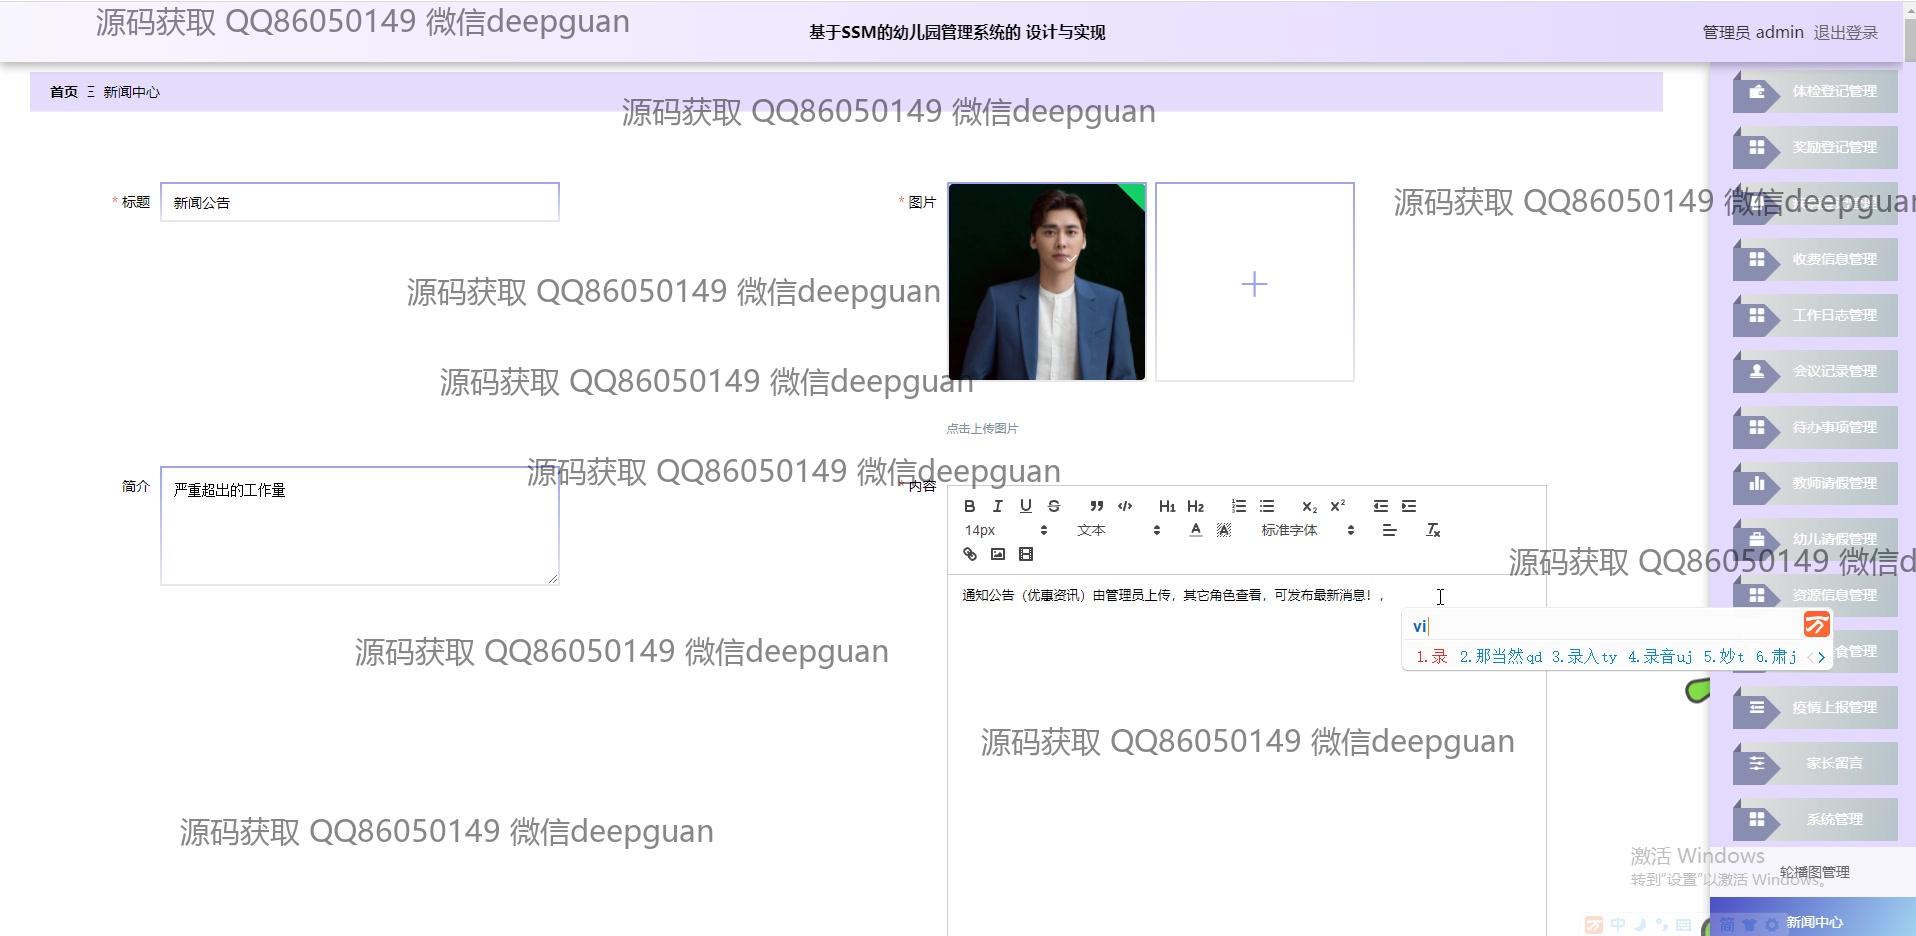 源码获取 QQ86050149 微信deepguan
基于SSM的幼儿园管理系统的 设计与实现
管理员 admin 退出登录
首页 Ξ 新闻中心
源码获取 QQ86050149 微信deepguan
体检登记管理
奖励登记管理
* 标题 新闻公告
* 图片
源码获取 QQ86050149 微信deepguan
收费信息管理
源码获取 QQ86050149 微信deepguan
工作日志管理
会议记录管理
源码获取 QQ86050149 微信deepguan
点击上传图片
待办事项管理
源码获取 QQ86050149 微信deepguan
简介 严重超出的工作量
* 内容
教师请假管理
B I U S H1 H2 x2 x²
14px 文本 A A 标准字体
幼儿请假管理
源码获取 QQ86050149 微信d
通知公告（优惠资讯）由管理员上传，其它角色查看，可发布最新消息！，
资源信息管理
vi
1.录 2.那当然qd 3.录入ty 4.录音uj 5.妙t 6.肃j
食管理
源码获取 QQ86050149 微信deepguan
疫情上报管理
源码获取 QQ86050149 微信deepguan
家长留言
源码获取 QQ86050149 微信deepguan
系统管理
激活 Windows
转到“设置”以激活 Windows。
轮播图管理
中 简
新闻中心